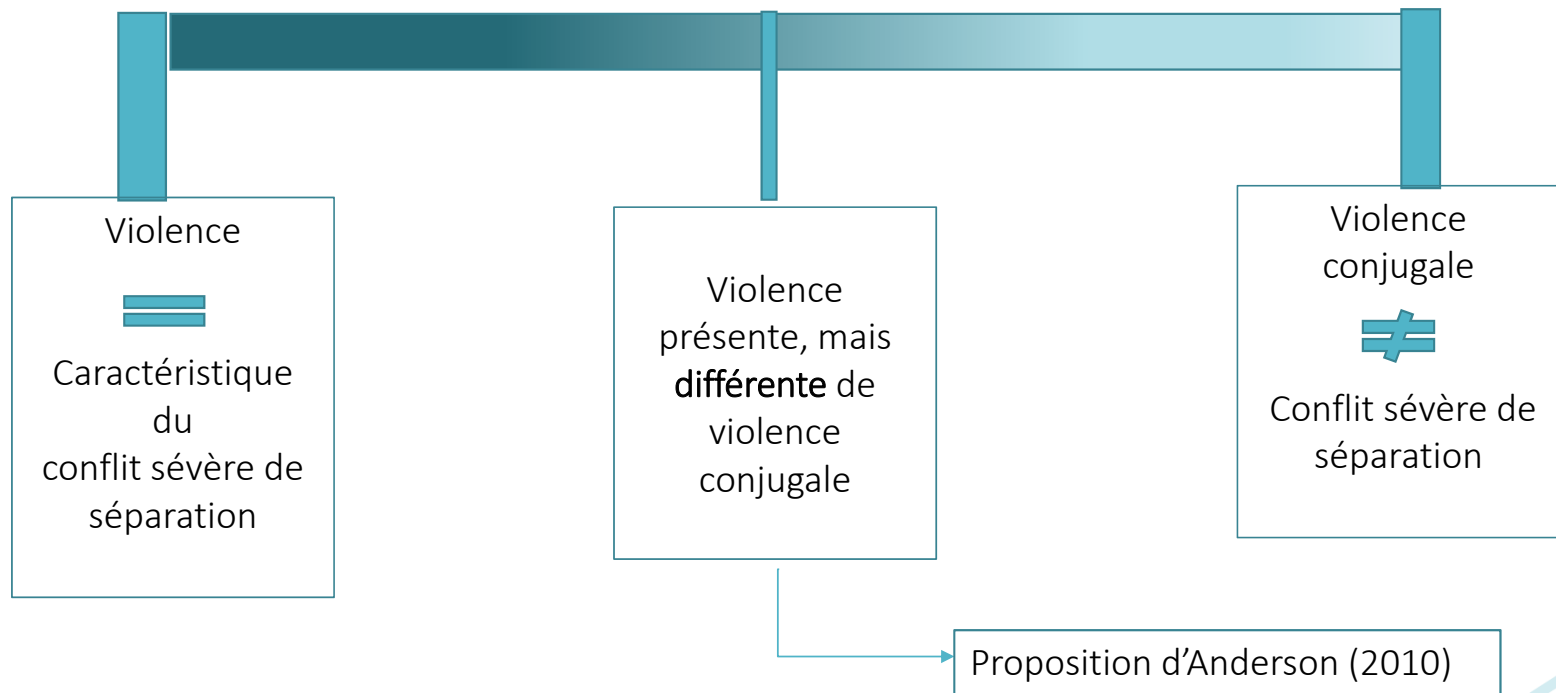 Violence
Caractéristique
du
conflit sévère de
séparation
Violence
présente, mais
différente de
violence
conjugale
Violence
conjugale
Conflit sévère de
séparation
Proposition d’Anderson (2010)